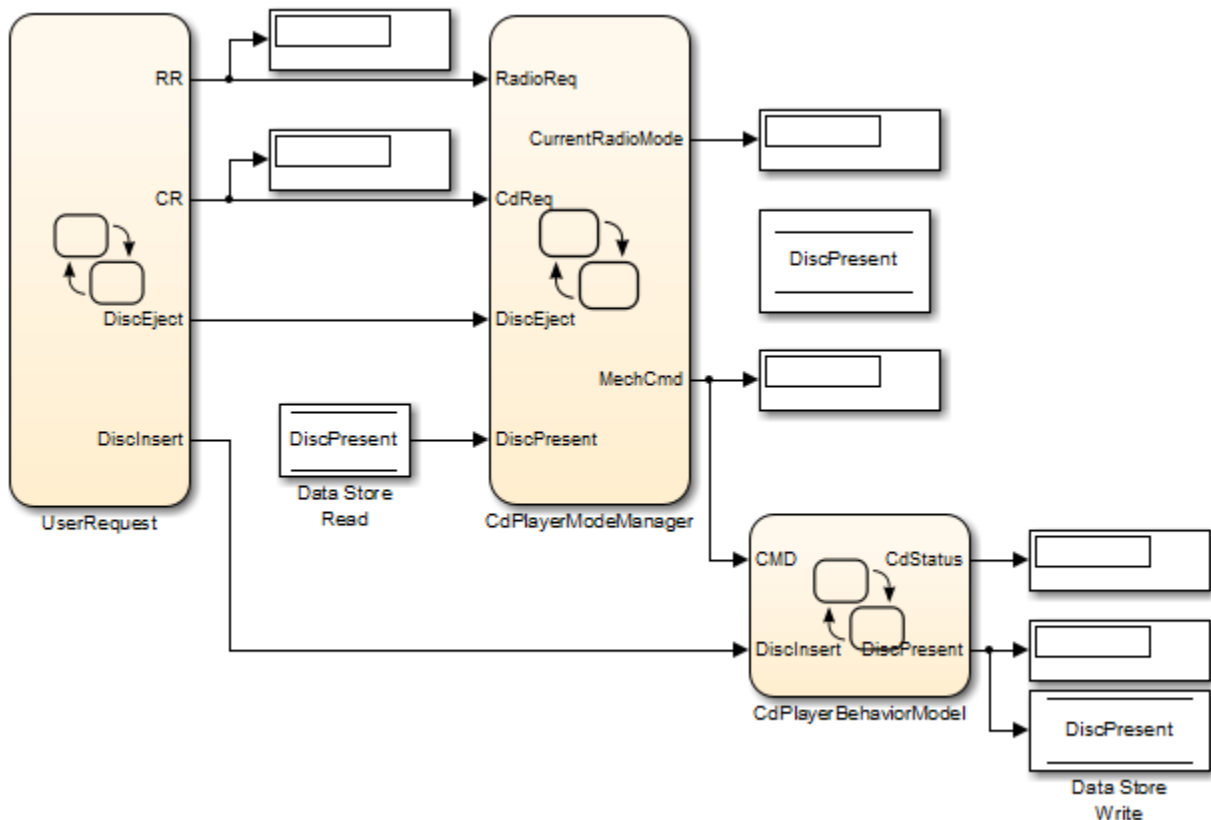 RR
RadioReq
CurrentRadioMode
CR
CdReq
DiscPresent
DiscEject
DiscEject
MechCmd
DiscInsert
DiscPresent
DiscPresent
Data Store
Read
UserRequest
CdPlayerModeManager
CMD
CdStatus
DiscInsert
DiscPresent
CdPlayerBehaviorModel
DiscPresent
Data Store
Write